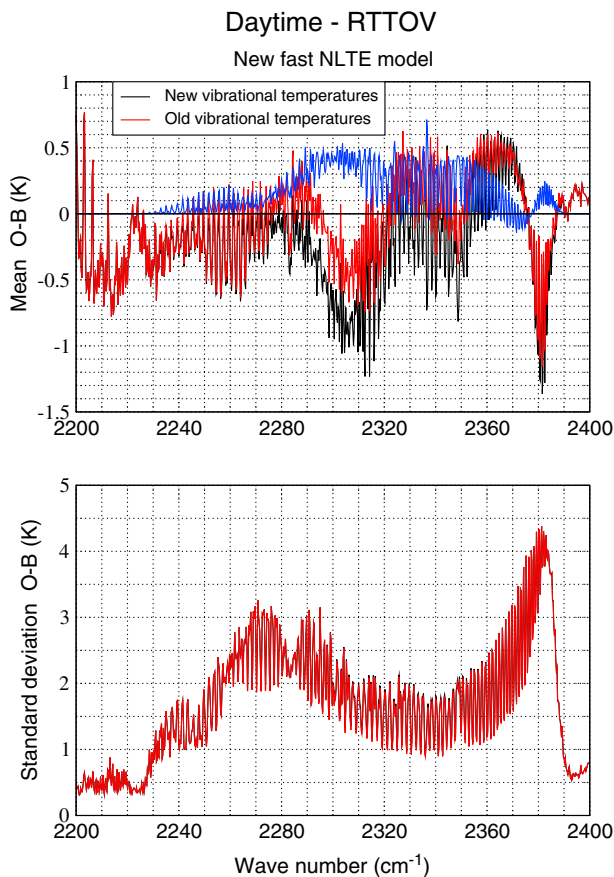 Daytime - RTTOV
New fast NLTE model
New vibrational temperatures
Old vibrational temperatures
Mean O-B (K)
1
0.5
0
-0.5
-1
-1.5
2200 2240 2280 2320 2360 2400
Standard deviation O-B (K)
5
4
3
2
1
0
2200 2240 2280 2320 2360 2400
Wave number (cm⁻¹)